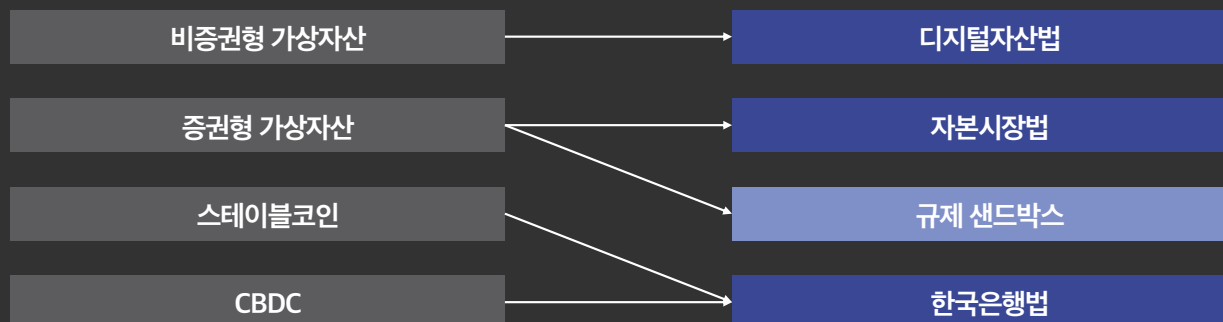 비증권형 가상자산
디지털자산법
증권형 가상자산
자본시장법
스테이블코인
규제 샌드박스
CBDC
한국은행법